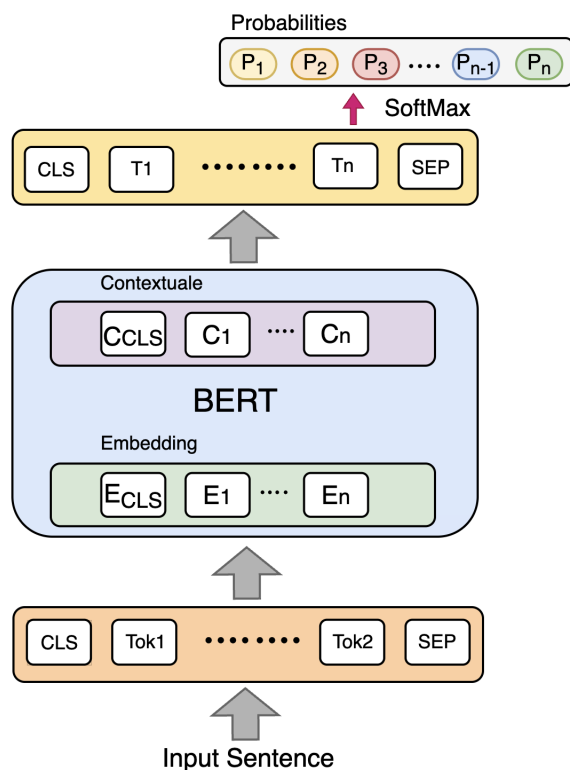 Probabilities
P1 P2 P3 .... Pn-1 Pn
SoftMax
CLS T1 ........ Tn SEP
Contextuale
CCLS C1 .... Cn
BERT
Embedding
ECLS E1 .... En
CLS Tok1 ........ Tok2 SEP
Input Sentence